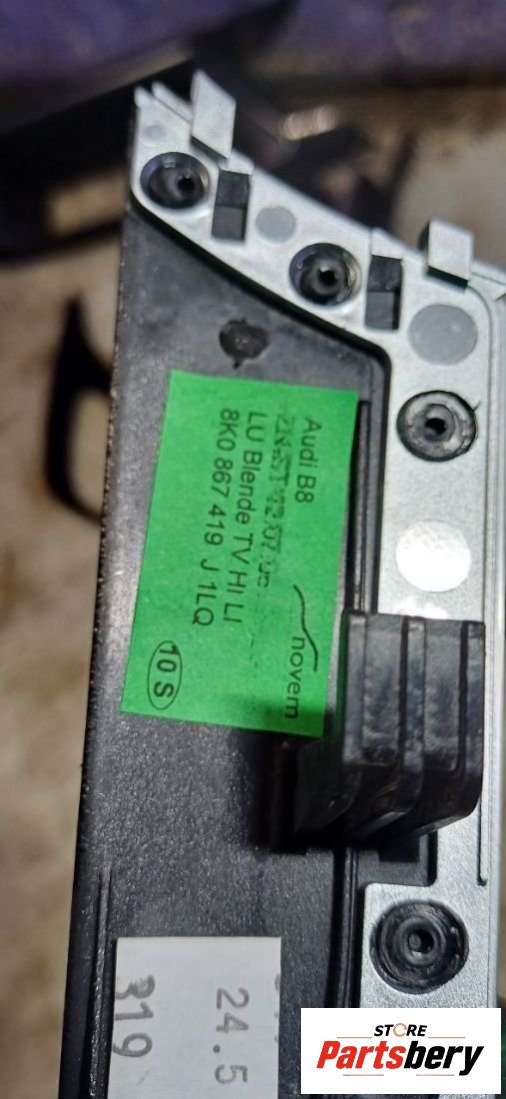 Audi B8
LU Blende TV HI LI
8K0 867 419 J 1LQ
novem
10 S
24.5
319
STORE
Partsbery